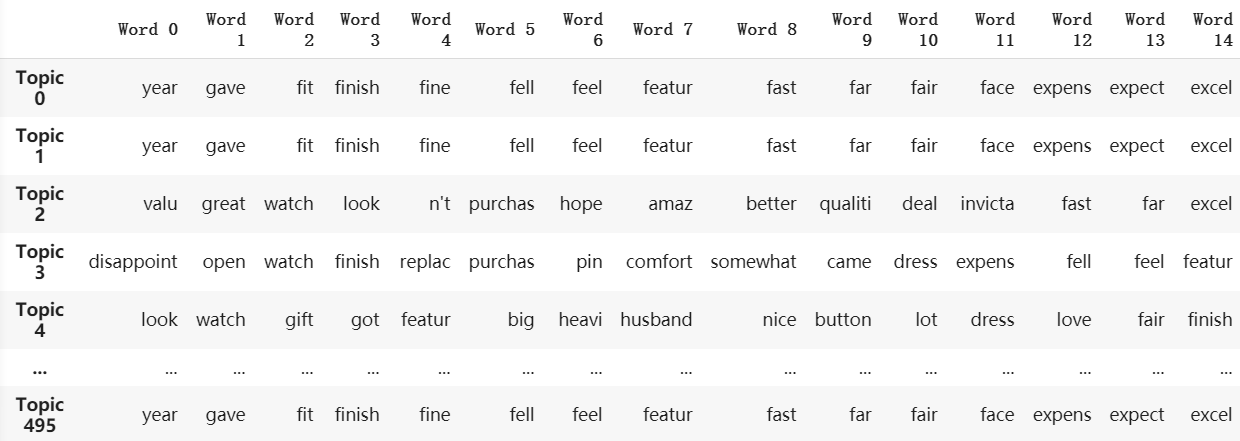 Word 0 Word 1 Word 2 Word 3 Word 4 Word 5 Word 6 Word 7 Word 8 Word 9 Word 10 Word 11 Word 12 Word 13 Word 14
Topic 0 year gave fit finish fine fell feel featur fast far fair face expens expect excel
Topic 1 year gave fit finish fine fell feel featur fast far fair face expens expect excel
Topic 2 valu great watch look n't purchas hope amaz better qualiti deal invicta fast far excel
Topic 3 disappoint open watch finish replac purchas pin comfort somewhat came dress expens fell feel featur
Topic 4 look watch gift got featur big heavi husband nice button lot dress love fair finish
... ... ... ... ... ... ... ... ... ... ... ... ... ... ... ...
Topic 495 year gave fit finish fine fell feel featur fast far fair face expens expect excel